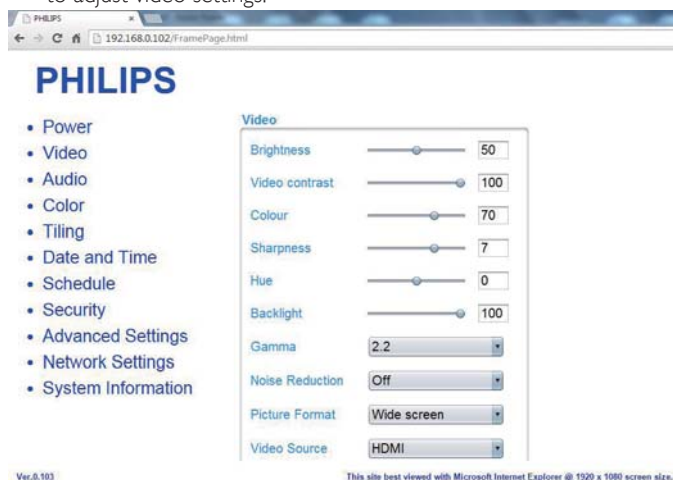 to adjust video settings.
PHILIPS
192.168.0.102/FramePage.html
PHILIPS
• Power
• Video
• Audio
• Color
• Tiling
• Date and Time
• Schedule
• Security
• Advanced Settings
• Network Settings
• System Information
Video
Brightness 50
Video contrast 100
Colour 70
Sharpness 7
Hue 0
Backlight 100
Gamma 2.2
Noise Reduction Off
Picture Format Wide screen
Video Source HDMI
Ver.0.103
This site best viewed with Microsoft Internet Explorer @ 1920 x 1080 screen size.